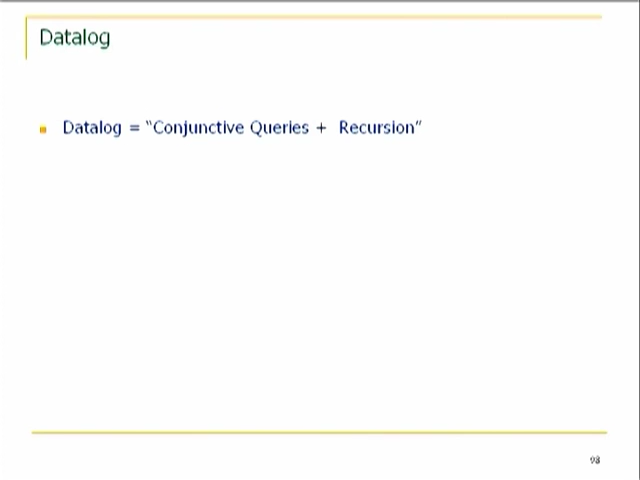 Datalog
Datalog = “Conjunctive Queries + Recursion”
98